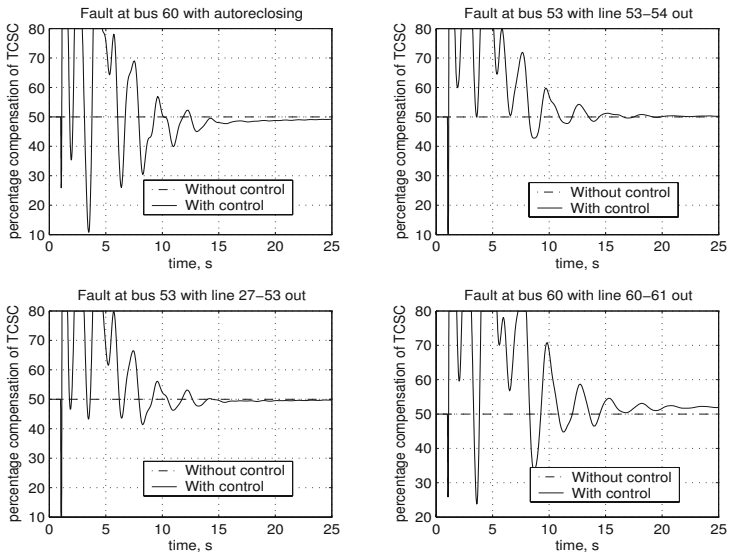 Fault at bus 60 with autoreclosing
percentage compensation of TCSC
80
70
60
50
40
30
20
10
Without control
With control
0 5 10 15 20 25
time, s
Fault at bus 53 with line 53−54 out
percentage compensation of TCSC
80
70
60
50
40
30
20
10
Without control
With control
0 5 10 15 20 25
time, s
Fault at bus 53 with line 27−53 out
percentage compensation of TCSC
80
70
60
50
40
30
20
10
Without control
With control
0 5 10 15 20 25
time, s
Fault at bus 60 with line 60−61 out
percentage compensation of TCSC
80
70
60
50
40
30
20
Without control
With control
0 5 10 15 20 25
time, s